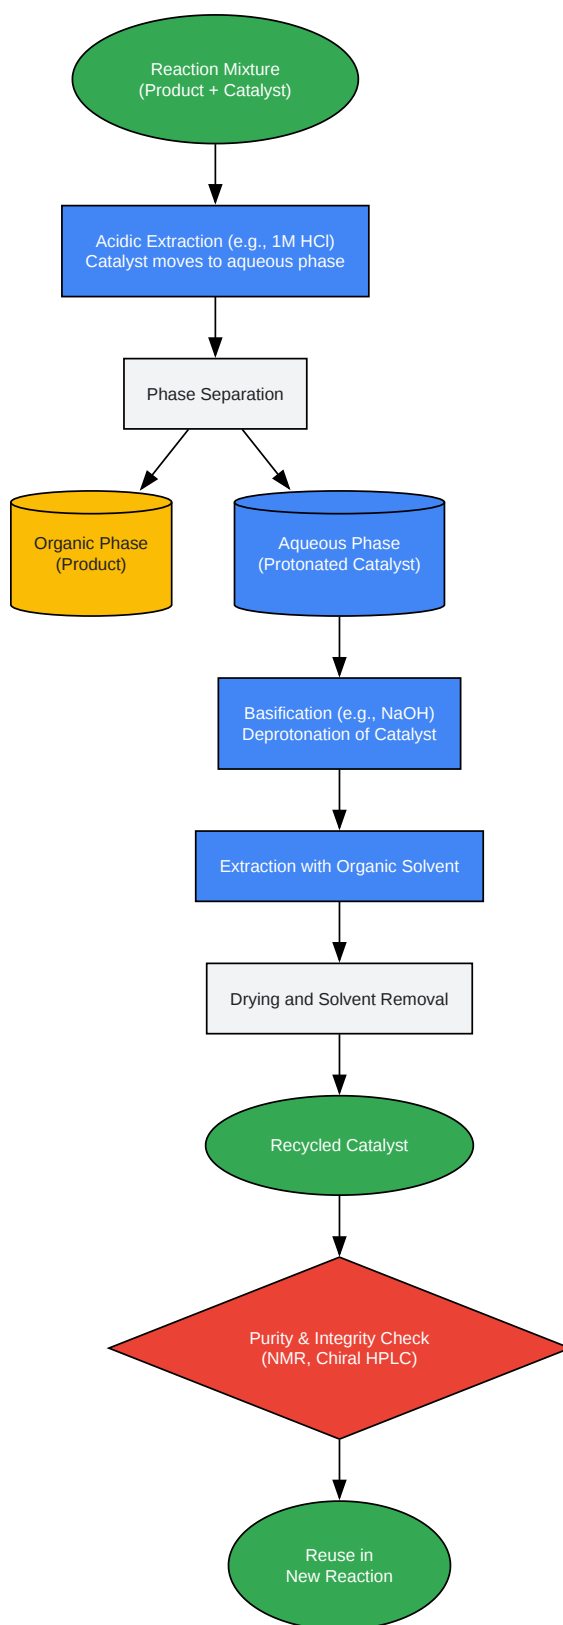 Reaction Mixture
(Product + Catalyst)
Acidic Extraction (e.g., 1M HCl)
Catalyst moves to aqueous phase
Phase Separation
Organic Phase
(Product)
Aqueous Phase
(Protonated Catalyst)
Basification (e.g., NaOH)
Deprotonation of Catalyst
Extraction with Organic Solvent
Drying and Solvent Removal
Recycled Catalyst
Purity & Integrity Check
(NMR, Chiral HPLC)
Reuse in
New Reaction